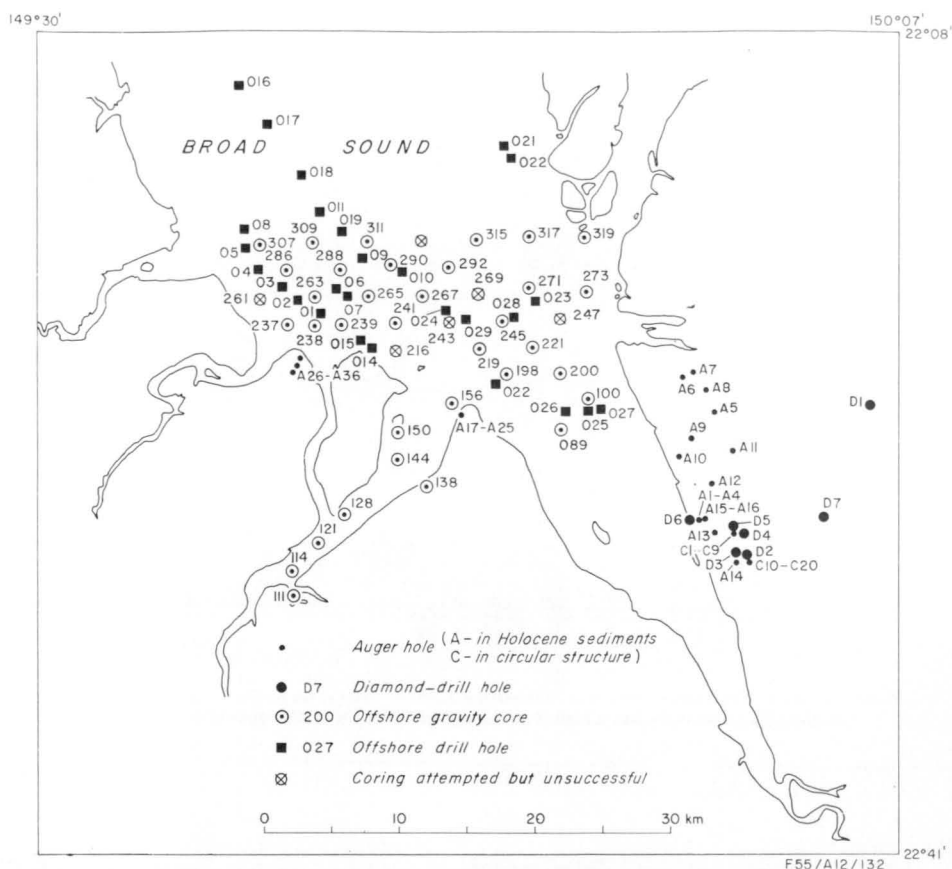 149°30'
150°07'
22°08'
016
017
BROAD SOUND
021
022
018
011
08
309
019
311
315
317
319
05
307
286
288
09
290
292
04
010
269
271
273
03
263
06
261
02
01
07
265
267
028
023
241
024
243
029
245
247
237
238
239
015
014
216
219
221
A26-A36
198
200
A7
A6
A8
022
156
100
A5
D1
026
025
027
A17-A25
150
089
A9
A11
A10
144
138
A12
A1-A4
A15-A16
D7
128
D6
D5
121
A13
D4
C1-C9
114
D3
D2
A14
C10-C20
111
Auger hole (A-in Holocene sediments
C-in circular structure)
D7 Diamond-drill hole
200 Offshore gravity core
027 Offshore drill hole
Coring attempted but unsuccessful
0 10 20 30 km
22°41'
F55/A12/132